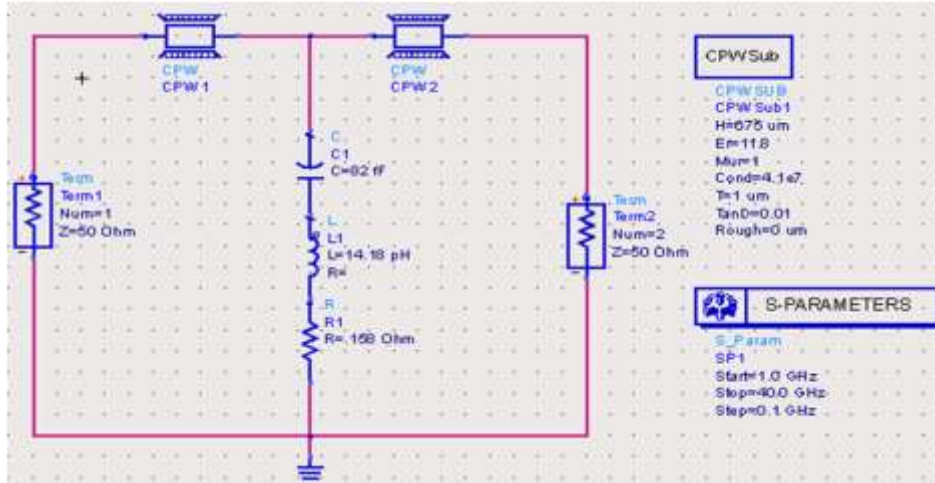 CPW
CPW1
CPW
CPW2
C
C1
C=82 fF
L
L1
L=14.18 pH
R=
R
R1
R=.158 Ohm
Term
Term1
Num=1
Z=50 Ohm
Term
Term2
Num=2
Z=50 Ohm
CPWSub
CPWSUB
CPWSub1
H=675 um
Er=11.8
Mur=1
Cond=4.1e7
T=1 um
TanD=0.01
Rough=0 um
S-PARAMETERS
S_Param
SP1
Start=1.0 GHz
Stop=40.0 GHz
Step=0.1 GHz